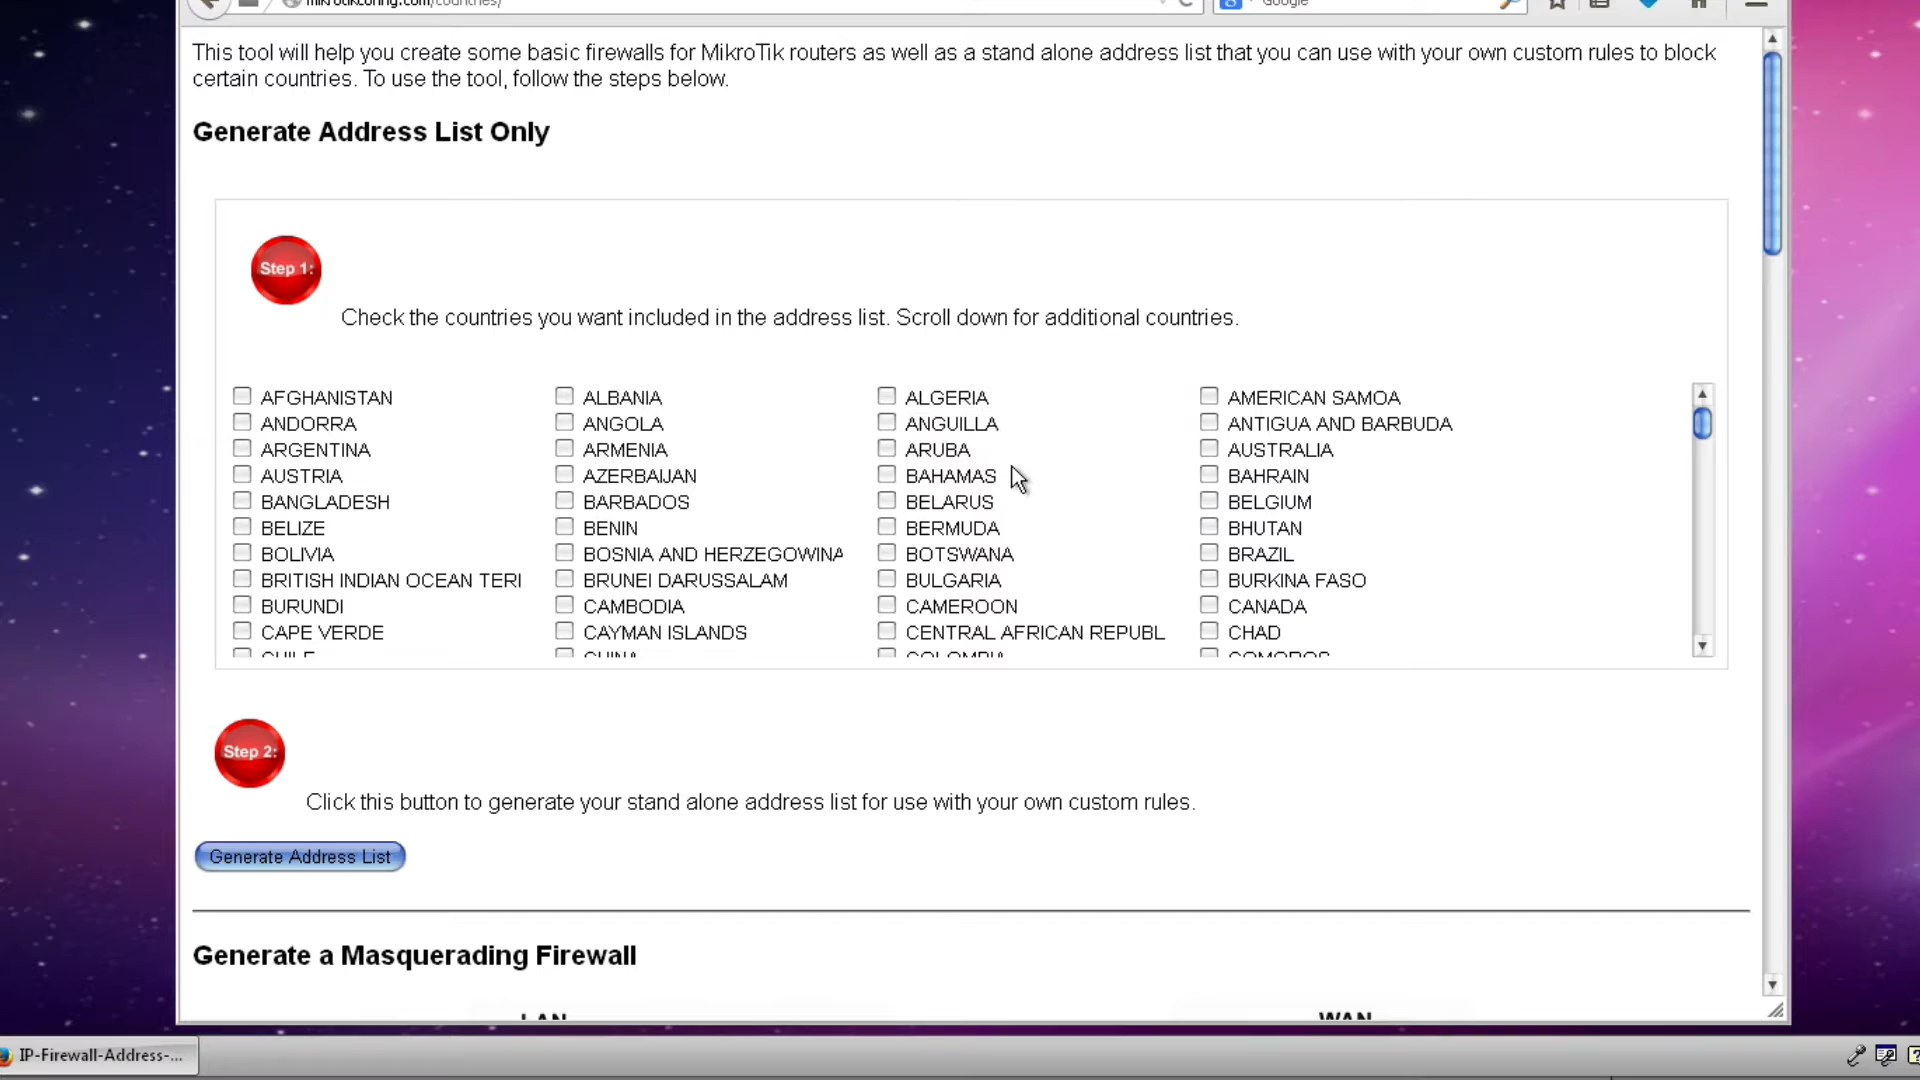 Google
This tool will help you create some basic firewalls for MikroTik routers as well as a stand alone address list that you can use with your own custom rules to block
certain countries. To use the tool, follow the steps below.
Generate Address List Only
Step 1:
Check the countries you want included in the address list. Scroll down for additional countries.
AFGHANISTAN ALBANIA ALGERIA AMERICAN SAMOA
ANDORRA ANGOLA ANGUILLA ANTIGUA AND BARBUDA
ARGENTINA ARMENIA ARUBA AUSTRALIA
AUSTRIA AZERBAIJAN BAHAMAS BAHRAIN
BANGLADESH BARBADOS BELARUS BELGIUM
BELIZE BENIN BERMUDA BHUTAN
BOLIVIA BOSNIA AND HERZEGOWINA BOTSWANA BRAZIL
BRITISH INDIAN OCEAN TERI BRUNEI DARUSSALAM BULGARIA BURKINA FASO
BURUNDI CAMBODIA CAMEROON CANADA
CAPE VERDE CAYMAN ISLANDS CENTRAL AFRICAN REPUBL CHAD
CHILE CHINA COLOMBIA COMOROS
Step 2:
Click this button to generate your stand alone address list for use with your own custom rules.
Generate Address List
Generate a Masquerading Firewall
LAN WAN
IP-Firewall-Address-...